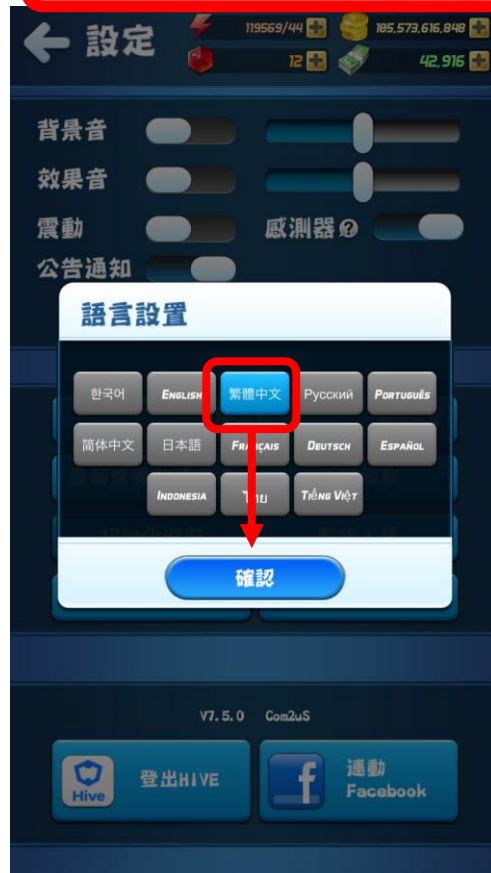 設定
119569/44
105,573,616,848
12
42,916
背景音
效果音
震動
感測器
公告通知
語言設置
한국어 ENGLISH 繁體中文 Русский PORTUGUÊS
简体中文 日本語 FRANÇAIS DEUTSCH ESPAÑOL
INDONESIA ไทย TIẾNG VIỆT
確認
V7.5.0 Com2uS
Hive
登出HIVE
連動
Facebook